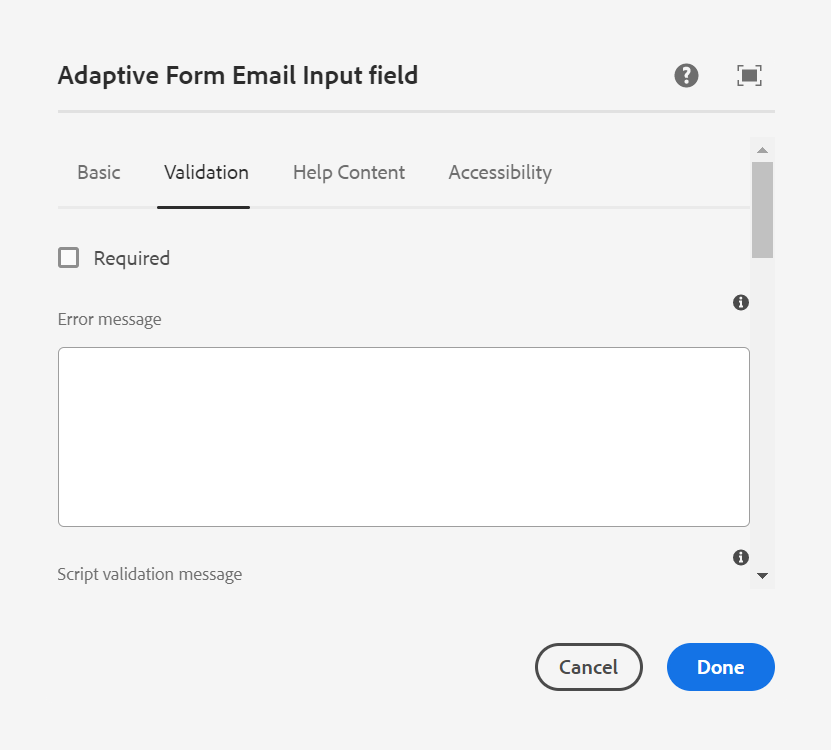 Adaptive Form Email Input field
Basic Validation Help Content Accessibility
Required
Error message
Script validation message
Cancel Done